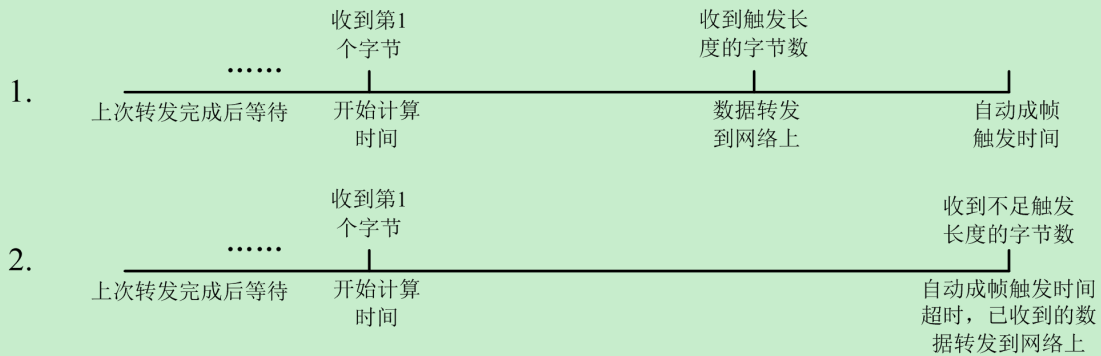 收到第1
个字节
收到触发长
度的字节数
……
1.
上次转发完成后等待
开始计算
时间
数据转发
到网络上
自动成帧
触发时间
收到第1
个字节
收到不足触发
长度的字节数
……
2.
上次转发完成后等待
开始计算
时间
自动成帧触发时间
超时，已收到的数
据转发到网络上